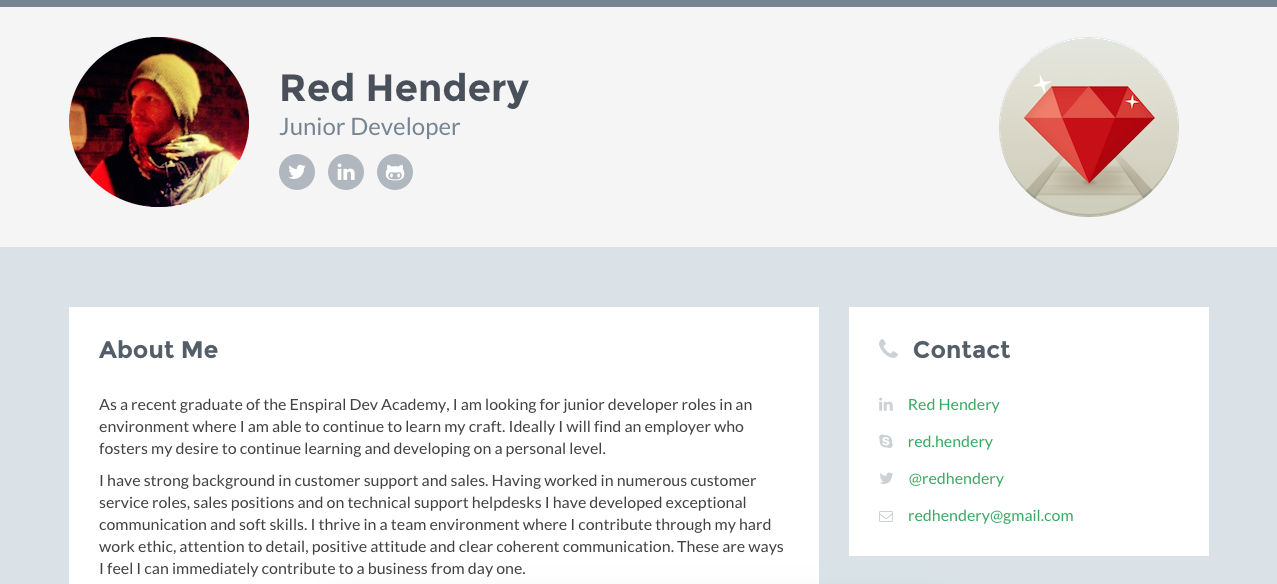 Red Hendery
Junior Developer
About Me
As a recent graduate of the Enspiral Dev Academy, I am looking for junior developer roles in an
environment where I am able to continue to learn my craft. Ideally I will find an employer who
fosters my desire to continue learning and developing on a personal level.
I have strong background in customer support and sales. Having worked in numerous customer
service roles, sales positions and on technical support helpdesks I have developed exceptional
communication and soft skills. I thrive in a team environment where I contribute through my hard
work ethic, attention to detail, positive attitude and clear coherent communication. These are ways
I feel I can immediately contribute to a business from day one.
Contact
Red Hendery
red.hendery
@redhendery
redhendery@gmail.com